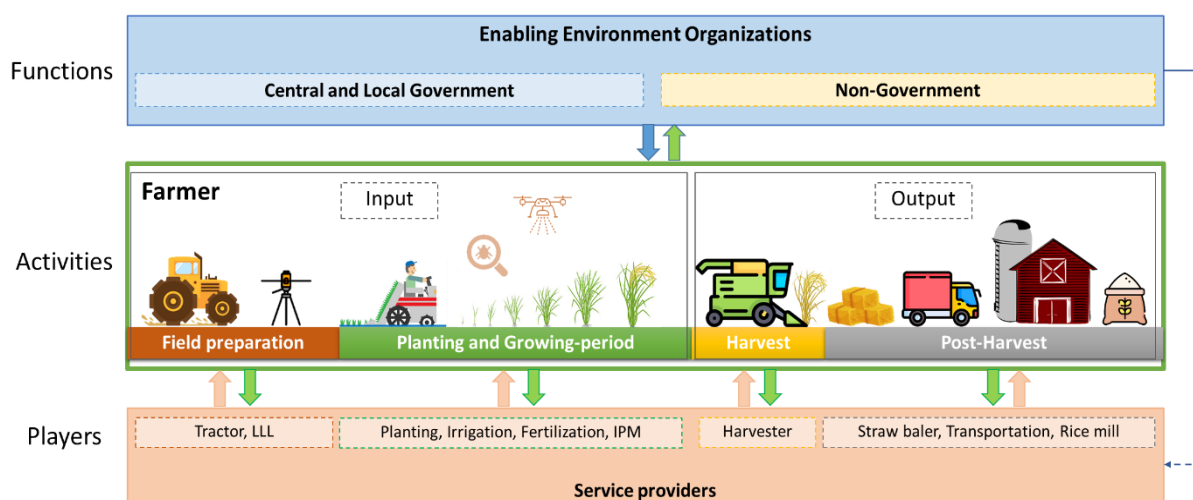 Enabling Environment Organizations
Functions
Central and Local Government
Non-Government
Farmer
Input
Output
Activities
Field preparation
Planting and Growing-period
Harvest
Post-Harvest
Players
Tractor, LLL
Planting, Irrigation, Fertilization, IPM
Harvester
Straw baler, Transportation, Rice mill
Service providers